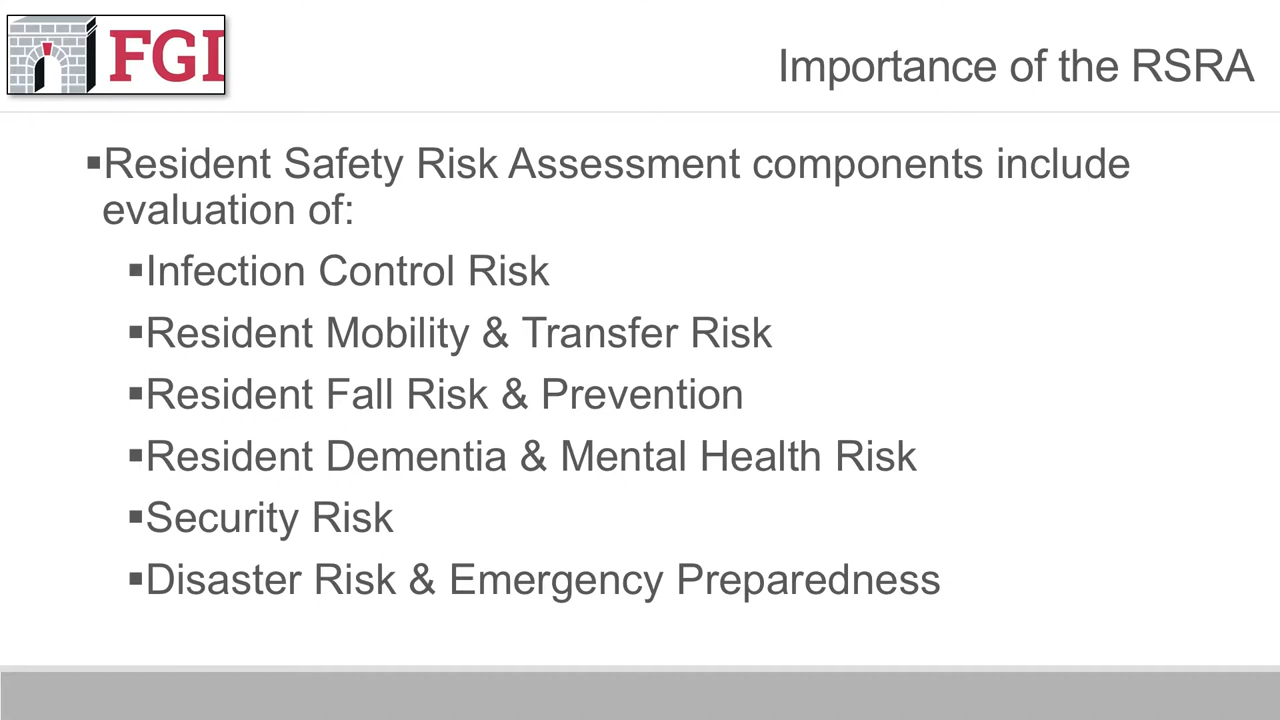 FGI
Importance of the RSRA
▪Resident Safety Risk Assessment components include
evaluation of:
▪Infection Control Risk
▪Resident Mobility & Transfer Risk
▪Resident Fall Risk & Prevention
▪Resident Dementia & Mental Health Risk
▪Security Risk
▪Disaster Risk & Emergency Preparedness